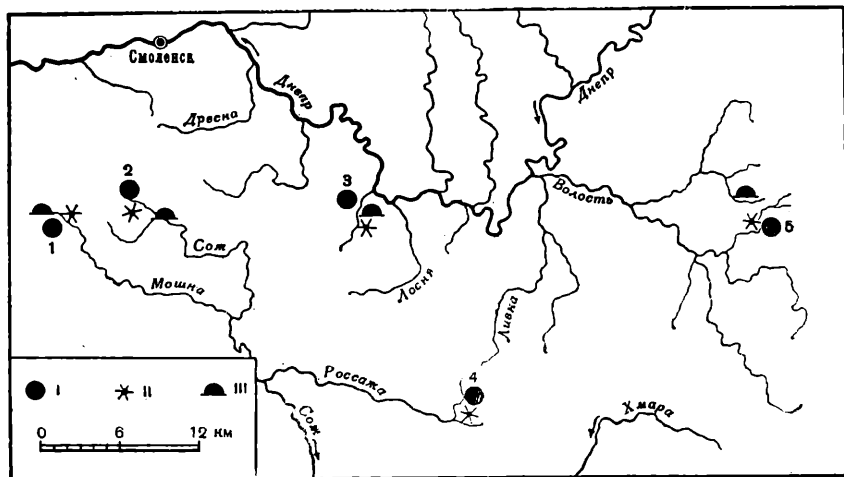 Смоленск
Днепр
Днепр
Дресна
2
3
Волость
5
1
Сож
Мошна
Лосня
Ливка
4
Россажа
Хмара
Сож
I II III
0 6 12 км